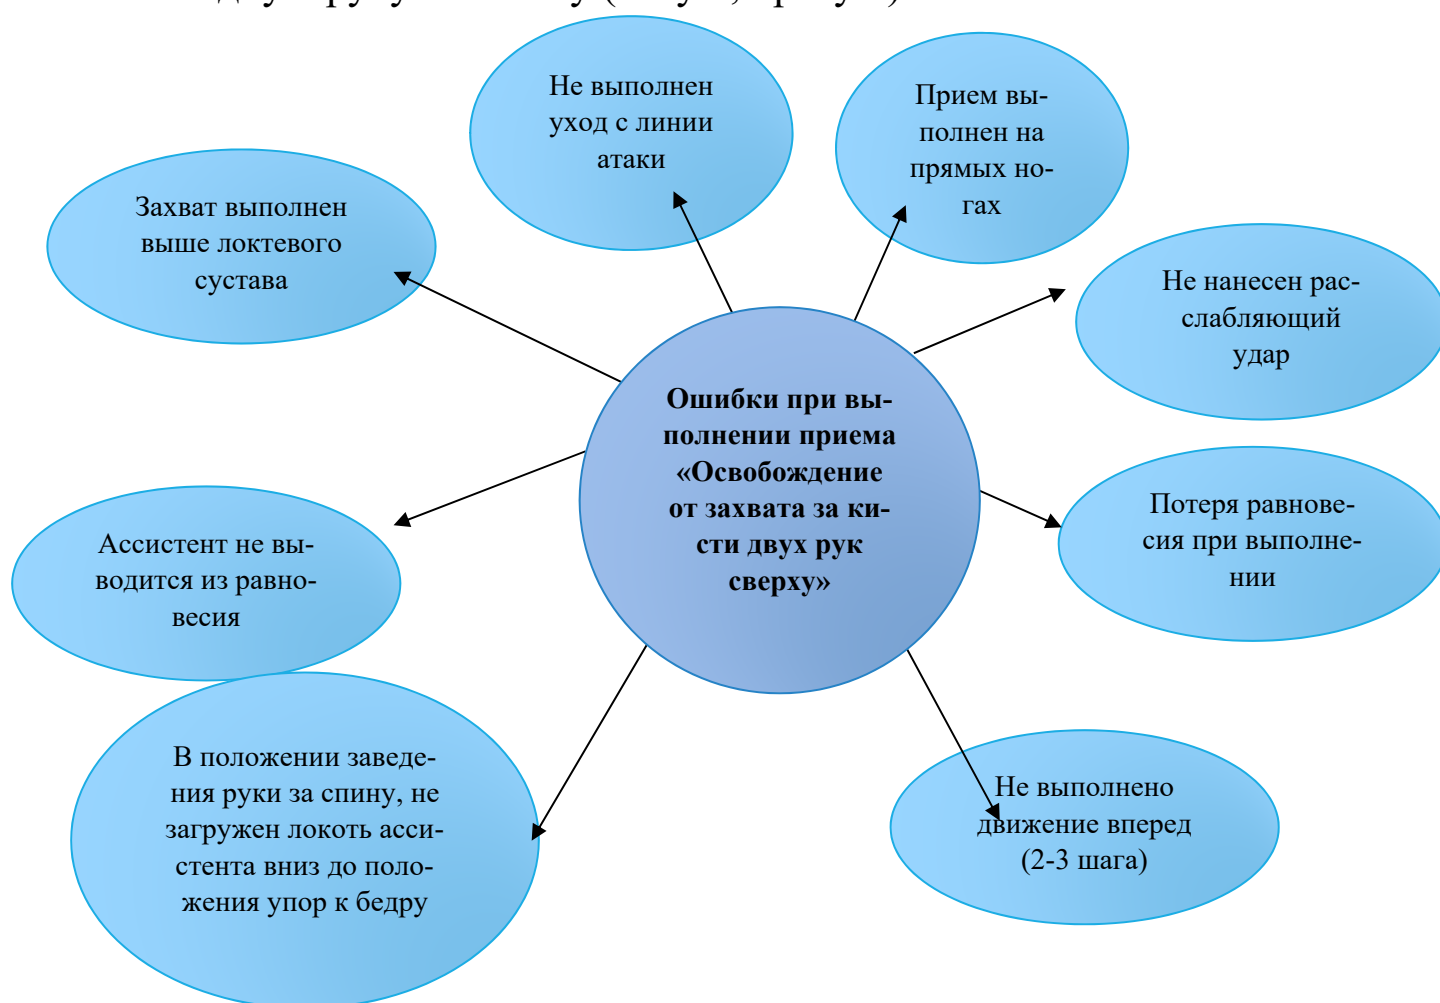 Не выполнен
уход с линии
атаки
Прием вы-
полнен на
прямых но-
гах
Захват выполнен
выше локтевого
сустава
Не нанесен рас-
слабляющий
удар
Ошибки при вы-
полнении приема
«Освобождение
от захвата за ки-
сти двух рук
сверху»
Ассистент не вы-
водится из равно-
весия
Потеря равнове-
сия при выполне-
нии
В положении заведе-
ния руки за спину, не
загружен локоть асси-
стента вниз до поло-
жения упор к бедру
Не выполнено
движение вперед
(2-3 шага)